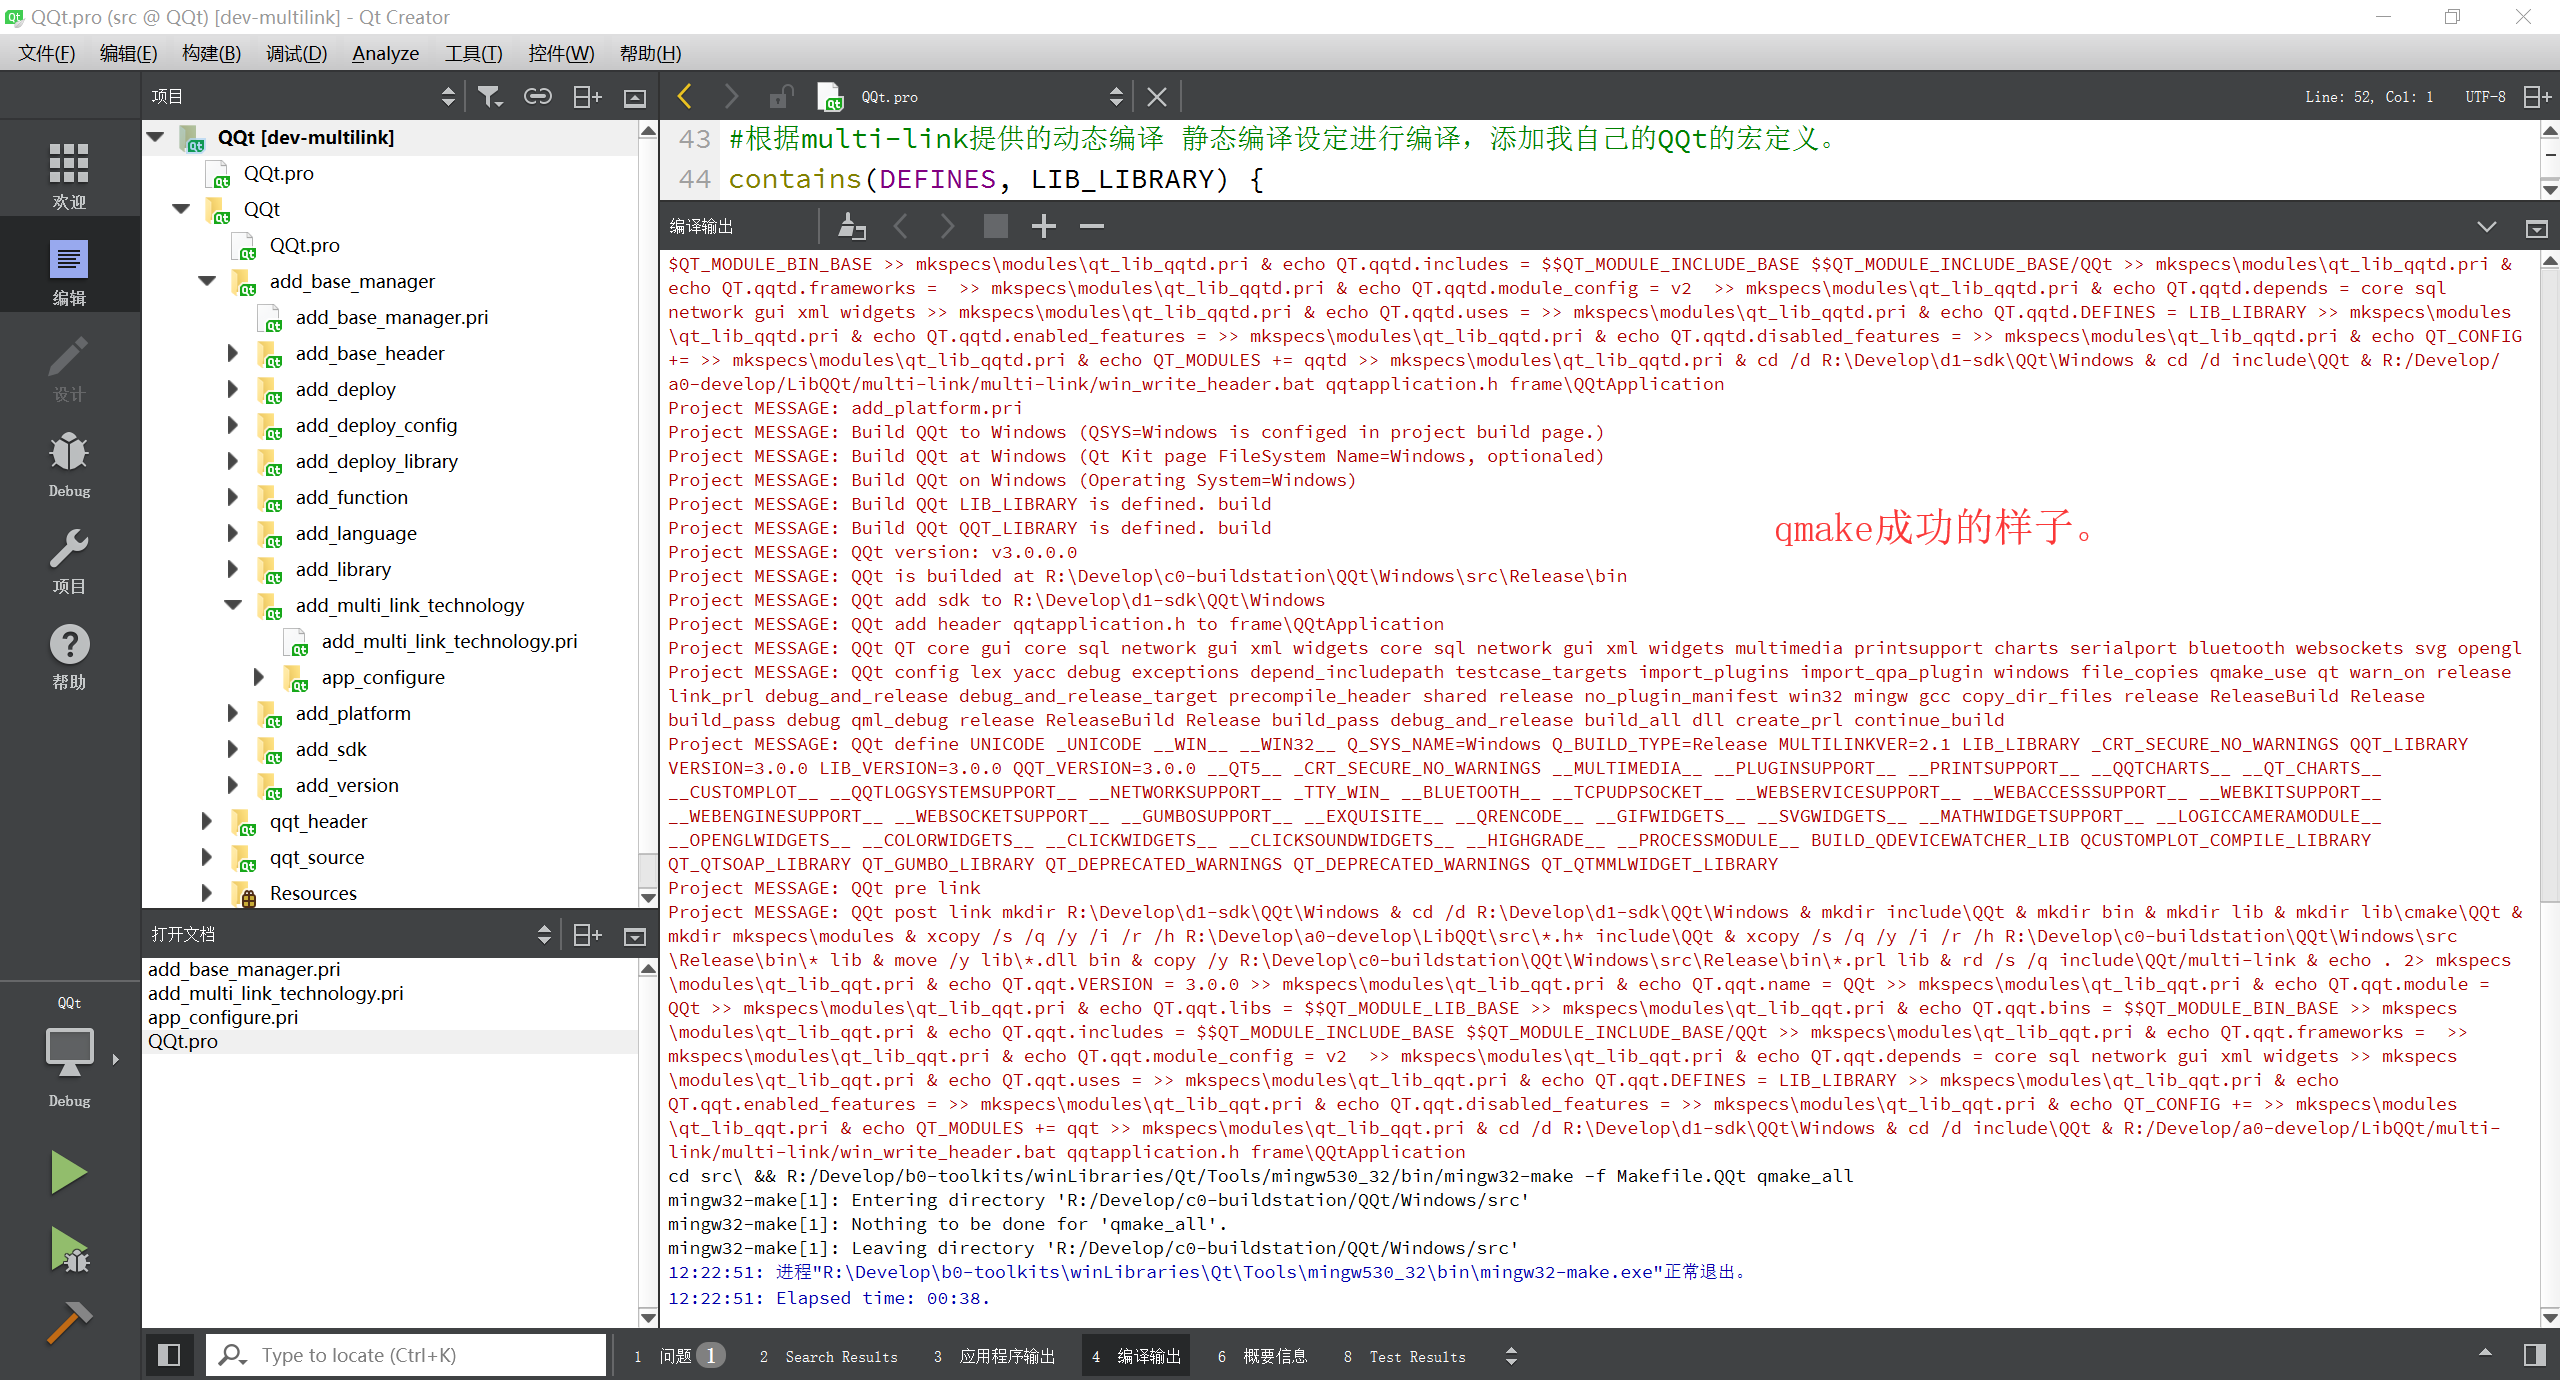 QQt.pro (src @ QQt) [dev-multilink] - Qt Creator
文件(F) 编辑(E) 构建(B) 调试(D) Analyze 工具(T) 控件(W) 帮助(H)
项目
QQt.pro
Line: 52, Col: 1 UTF-8
欢迎
编辑
设计
Debug
项目
帮助
QQt
Debug
QQt [dev-multilink]
QQt.pro
QQt
QQt.pro
add_base_manager
add_base_manager.pri
add_base_header
add_deploy
add_deploy_config
add_deploy_library
add_function
add_language
add_library
add_multi_link_technology
add_multi_link_technology.pri
app_configure
add_platform
add_sdk
add_version
qqt_header
qqt_source
Resources
打开文档
add_base_manager.pri
add_multi_link_technology.pri
app_configure.pri
QQt.pro
43 #根据multi-link提供的动态编译 静态编译设定进行编译，添加我自己的QQt的宏定义。
44 contains(DEFINES, LIB_LIBRARY) {
编译输出
$QT_MODULE_BIN_BASE >> mkspecs\modules\qt_lib_qqtd.pri & echo QT.qqtd.includes = $$QT_MODULE_INCLUDE_BASE $$QT_MODULE_INCLUDE_BASE/QQt >> mkspecs\modules\qt_lib_qqtd.pri &
echo QT.qqtd.frameworks =  >> mkspecs\modules\qt_lib_qqtd.pri & echo QT.qqtd.module_config = v2  >> mkspecs\modules\qt_lib_qqtd.pri & echo QT.qqtd.depends = core sql
network gui xml widgets >> mkspecs\modules\qt_lib_qqtd.pri & echo QT.qqtd.uses = >> mkspecs\modules\qt_lib_qqtd.pri & echo QT.qqtd.DEFINES = LIB_LIBRARY >> mkspecs\modules
\qt_lib_qqtd.pri & echo QT.qqtd.enabled_features = >> mkspecs\modules\qt_lib_qqtd.pri & echo QT.qqtd.disabled_features = >> mkspecs\modules\qt_lib_qqtd.pri & echo QT_CONFIG
+= >> mkspecs\modules\qt_lib_qqtd.pri & echo QT_MODULES += qqtd >> mkspecs\modules\qt_lib_qqtd.pri & cd /d R:\Develop\d1-sdk\QQt\Windows & cd /d include\QQt & R:/Develop/
a0-develop/LibQQt/multi-link/multi-link/win_write_header.bat qqtapplication.h frame\QQtApplication
Project MESSAGE: add_platform.pri
Project MESSAGE: Build QQt to Windows (QSYS=Windows is configed in project build page.)
Project MESSAGE: Build QQt at Windows (Qt Kit page FileSystem Name=Windows, optionaled)
Project MESSAGE: Build QQt on Windows (Operating System=Windows)
Project MESSAGE: Build QQt LIB_LIBRARY is defined. build
Project MESSAGE: Build QQt QQT_LIBRARY is defined. build
qmake成功的样子。
Project MESSAGE: QQt version: v3.0.0.0
Project MESSAGE: QQt is builded at R:\Develop\c0-buildstation\QQt\Windows\src\Release\bin
Project MESSAGE: QQt add sdk to R:\Develop\d1-sdk\QQt\Windows
Project MESSAGE: QQt add header qqtapplication.h to frame\QQtApplication
Project MESSAGE: QQt QT core gui core sql network gui xml widgets core sql network gui xml widgets multimedia printsupport charts serialport bluetooth websockets svg opengl
Project MESSAGE: QQt config lex yacc debug exceptions depend_includepath testcase_targets import_plugins import_qpa_plugin windows file_copies qmake_use qt warn_on release
link_prl debug_and_release debug_and_release_target precompile_header shared release no_plugin_manifest win32 mingw gcc copy_dir_files release ReleaseBuild Release
build_pass debug qml_debug release ReleaseBuild Release build_pass debug_and_release build_all dll create_prl continue_build
Project MESSAGE: QQt define UNICODE _UNICODE __WIN__ __WIN32__ Q_SYS_NAME=Windows Q_BUILD_TYPE=Release MULTILINKVER=2.1 LIB_LIBRARY _CRT_SECURE_NO_WARNINGS QQT_LIBRARY
VERSION=3.0.0 LIB_VERSION=3.0.0 QQT_VERSION=3.0.0 __QT5__ _CRT_SECURE_NO_WARNINGS __MULTIMEDIA__ __PLUGINSUPPORT__ __PRINTSUPPORT__ __QQTCHARTS__ __QT_CHARTS__
__CUSTOMPLOT__ __QQTLOGSYSTEMSUPPORT__ __NETWORKSUPPORT__ _TTY_WIN_ __BLUETOOTH__ __TCPUDPSOCKET__ __WEBSERVICESUPPORT__ __WEBACCESSSUPPORT__ __WEBKITSUPPORT__
__WEBENGINESUPPORT__ __WEBSOCKETSUPPORT__ __GUMBOSUPPORT__ __EXQUISITE__ __QRENCODE__ __GIFWIDGETS__ __SVGWIDGETS__ __MATHWIDGETSUPPORT__ __LOGICCAMERAMODULE__
__OPENGLWIDGETS__ __COLORWIDGETS__ __CLICKWIDGETS__ __CLICKSOUNDWIDGETS__ __HIGHGRADE__ __PROCESSMODULE__ BUILD_QDEVICEWATCHER_LIB QCUSTOMPLOT_COMPILE_LIBRARY
QT_QTSOAP_LIBRARY QT_GUMBO_LIBRARY QT_DEPRECATED_WARNINGS QT_DEPRECATED_WARNINGS QT_QTMMLWIDGET_LIBRARY
Project MESSAGE: QQt pre link
Project MESSAGE: QQt post link mkdir R:\Develop\d1-sdk\QQt\Windows & cd /d R:\Develop\d1-sdk\QQt\Windows & mkdir include\QQt & mkdir bin & mkdir lib & mkdir lib\cmake\QQt &
mkdir mkspecs\modules & xcopy /s /q /y /i /r /h R:\Develop\a0-develop\LibQQt\src\*.h* include\QQt & xcopy /s /q /y /i /r /h R:\Develop\c0-buildstation\QQt\Windows\src
\Release\bin\* lib & move /y lib\*.dll bin & copy /y R:\Develop\c0-buildstation\QQt\Windows\src\Release\bin\*.prl lib & rd /s /q include\QQt/multi-link & echo . 2> mkspecs
\modules\qt_lib_qqt.pri & echo QT.qqt.VERSION = 3.0.0 >> mkspecs\modules\qt_lib_qqt.pri & echo QT.qqt.name = QQt >> mkspecs\modules\qt_lib_qqt.pri & echo QT.qqt.module =
QQt >> mkspecs\modules\qt_lib_qqt.pri & echo QT.qqt.libs = $$QT_MODULE_LIB_BASE >> mkspecs\modules\qt_lib_qqt.pri & echo QT.qqt.bins = $$QT_MODULE_BIN_BASE >> mkspecs
\modules\qt_lib_qqt.pri & echo QT.qqt.includes = $$QT_MODULE_INCLUDE_BASE $$QT_MODULE_INCLUDE_BASE/QQt >> mkspecs\modules\qt_lib_qqt.pri & echo QT.qqt.frameworks =  >>
mkspecs\modules\qt_lib_qqt.pri & echo QT.qqt.module_config = v2  >> mkspecs\modules\qt_lib_qqt.pri & echo QT.qqt.depends = core sql network gui xml widgets >> mkspecs
\modules\qt_lib_qqt.pri & echo QT.qqt.uses = >> mkspecs\modules\qt_lib_qqt.pri & echo QT.qqt.DEFINES = LIB_LIBRARY >> mkspecs\modules\qt_lib_qqt.pri & echo
QT.qqt.enabled_features = >> mkspecs\modules\qt_lib_qqt.pri & echo QT.qqt.disabled_features = >> mkspecs\modules\qt_lib_qqt.pri & echo QT_CONFIG += >> mkspecs\modules
\qt_lib_qqt.pri & echo QT_MODULES += qqt >> mkspecs\modules\qt_lib_qqt.pri & cd /d R:\Develop\d1-sdk\QQt\Windows & cd /d include\QQt & R:/Develop/a0-develop/LibQQt/multi-
link/multi-link/win_write_header.bat qqtapplication.h frame\QQtApplication
cd src\ && R:/Develop/b0-toolkits/winLibraries/Qt/Tools/mingw530_32/bin/mingw32-make -f Makefile.QQt qmake_all
mingw32-make[1]: Entering directory 'R:/Develop/c0-buildstation/QQt/Windows/src'
mingw32-make[1]: Nothing to be done for 'qmake_all'.
mingw32-make[1]: Leaving directory 'R:/Develop/c0-buildstation/QQt/Windows/src'
12:22:51: 进程"R:\Develop\b0-toolkits\winLibraries\Qt\Tools\mingw530_32\bin\mingw32-make.exe"正常退出。
12:22:51: Elapsed time: 00:38.
Type to locate (Ctrl+K)
1 问题 1 2 Search Results 3 应用程序输出 4 编译输出 6 概要信息 8 Test Results